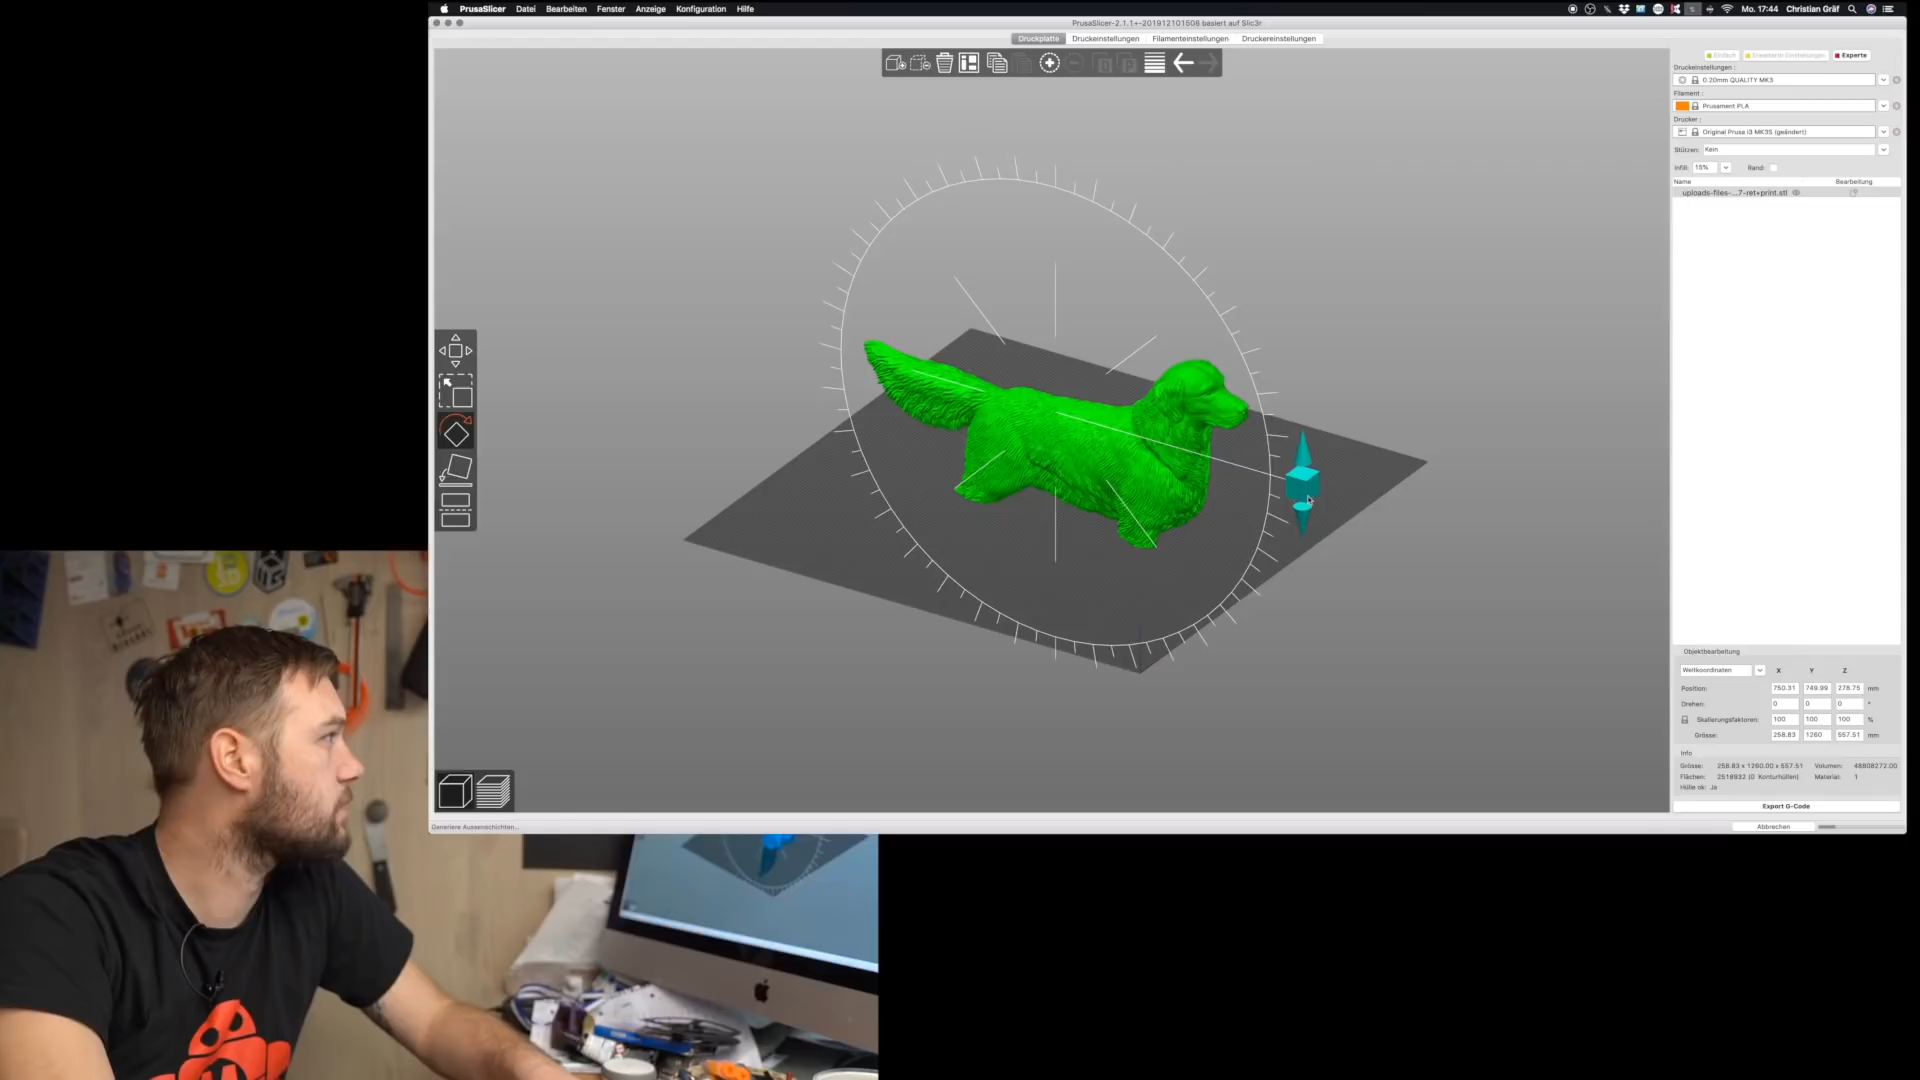 PrusaSlicer Datei Bearbeiten Fenster Anzeige Konfiguration Hilfe
Mo. 17:44 Christian Gräf
PrusaSlicer-2.1.1+-201912101508 basiert auf Slic3r
Druckplatte Druckeinstellungen Filamenteinstellungen Druckereinstellungen
Einfach Erweiterte Einstellungen Experte
Druckeinstellungen :
0.20mm QUALITY MK3
Filament :
Prusament PLA
Drucker :
Original Prusa i3 MK3S (geändert)
Stützen: Kein
Infill: 15% Rand:
Name Bearbeitung
uploads-files-...7-ret+print.stl
Objektbearbeitung
Weltkoordinaten X Y Z
Position: 750.31 749.99 278.75 mm
Drehen: 0 0 0 °
Skalierungsfaktoren: 100 100 100 %
Grösse: 258.83 1260 557.51 mm
Info
Grösse: 258.83 x 1260.00 x 557.51 Volumen: 48808272.00
Flächen: 2518932 (0 Konturhüllen) Material: 1
Hülle ok: Ja
Export G-Code
Generiere Aussenschichten... Abbrechen